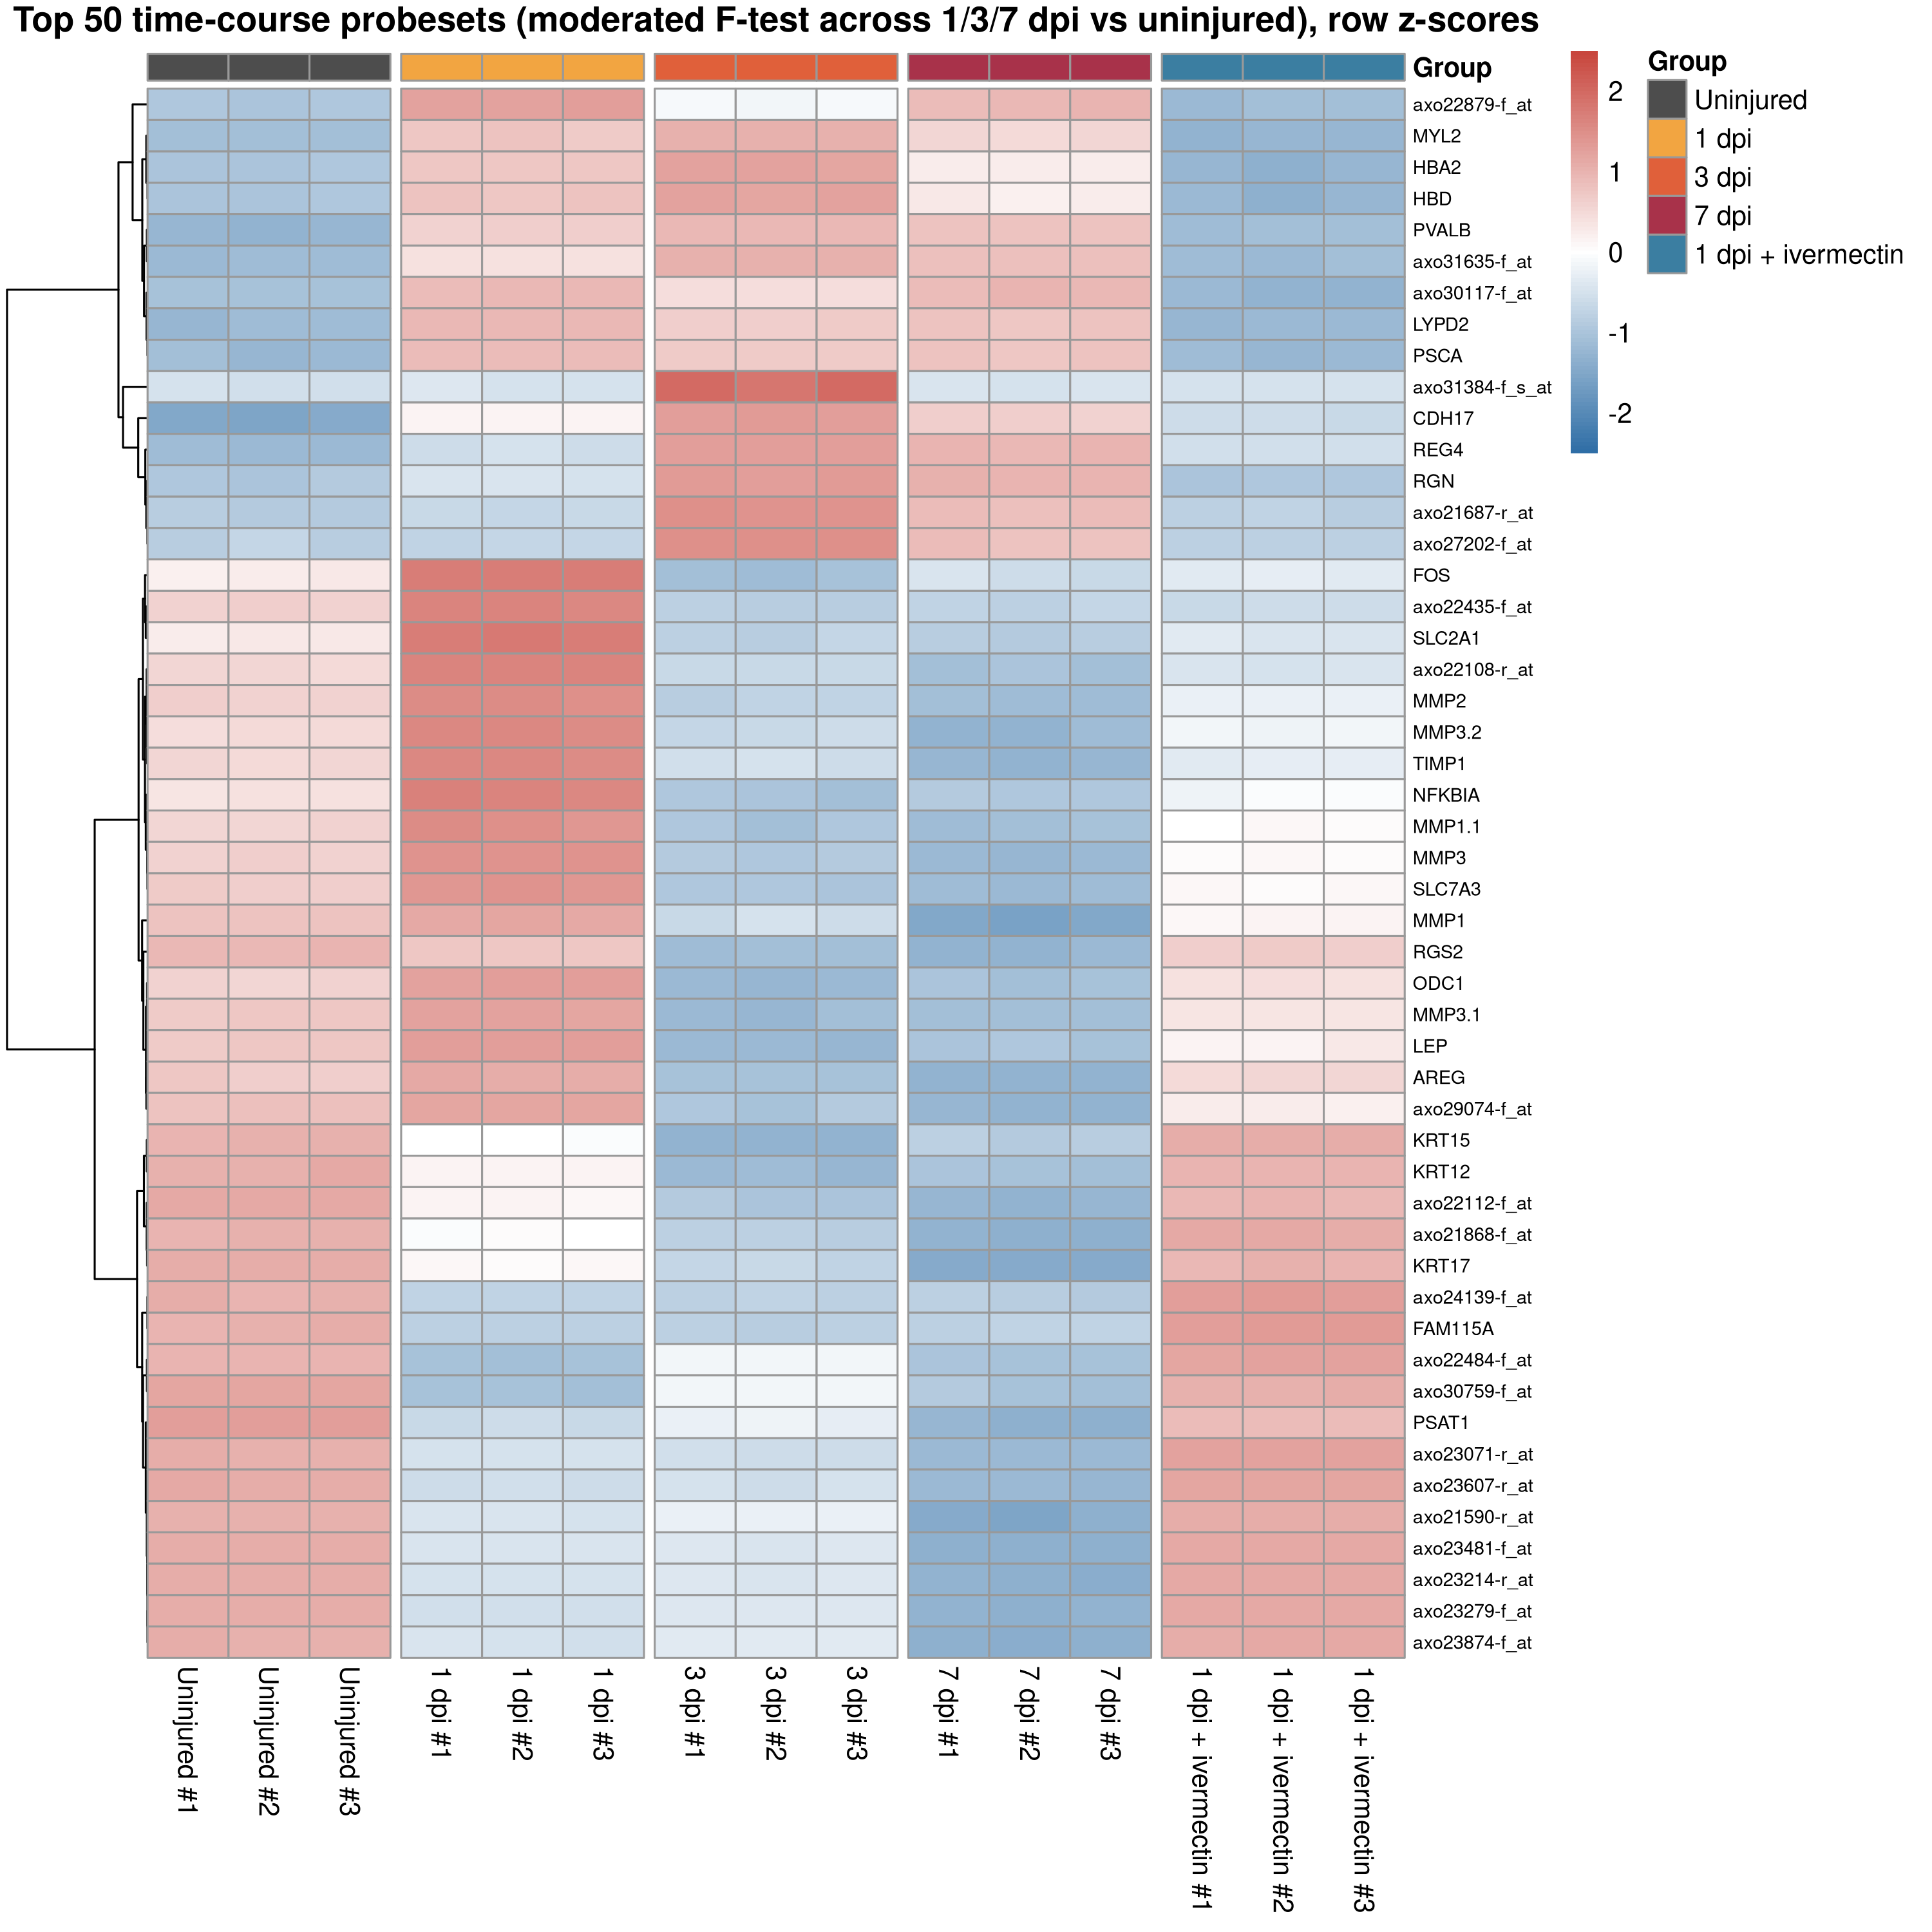 Top 50 time-course probesets (moderated F-test across 1/3/7 dpi vs uninjured), row z-scores
Group
axo22879-f_at
MYL2
HBA2
HBD
PVALB
axo31635-f_at
axo30117-f_at
LYPD2
PSCA
axo31384-f_s_at
CDH17
REG4
RGN
axo21687-r_at
axo27202-f_at
FOS
axo22435-f_at
SLC2A1
axo22108-r_at
MMP2
MMP3.2
TIMP1
NFKBIA
MMP1.1
MMP3
SLC7A3
MMP1
RGS2
ODC1
MMP3.1
LEP
AREG
axo29074-f_at
KRT15
KRT12
axo22112-f_at
axo21868-f_at
KRT17
axo24139-f_at
FAM115A
axo22484-f_at
axo30759-f_at
PSAT1
axo23071-r_at
axo23607-r_at
axo21590-r_at
axo23481-f_at
axo23214-r_at
axo23279-f_at
axo23874-f_at
2
1
0
-1
-2
Group
Uninjured
1 dpi
3 dpi
7 dpi
1 dpi + ivermectin
Uninjured #1
Uninjured #2
Uninjured #3
1 dpi #1
1 dpi #2
1 dpi #3
3 dpi #1
3 dpi #2
3 dpi #3
7 dpi #1
7 dpi #2
7 dpi #3
1 dpi + ivermectin #1
1 dpi + ivermectin #2
1 dpi + ivermectin #3